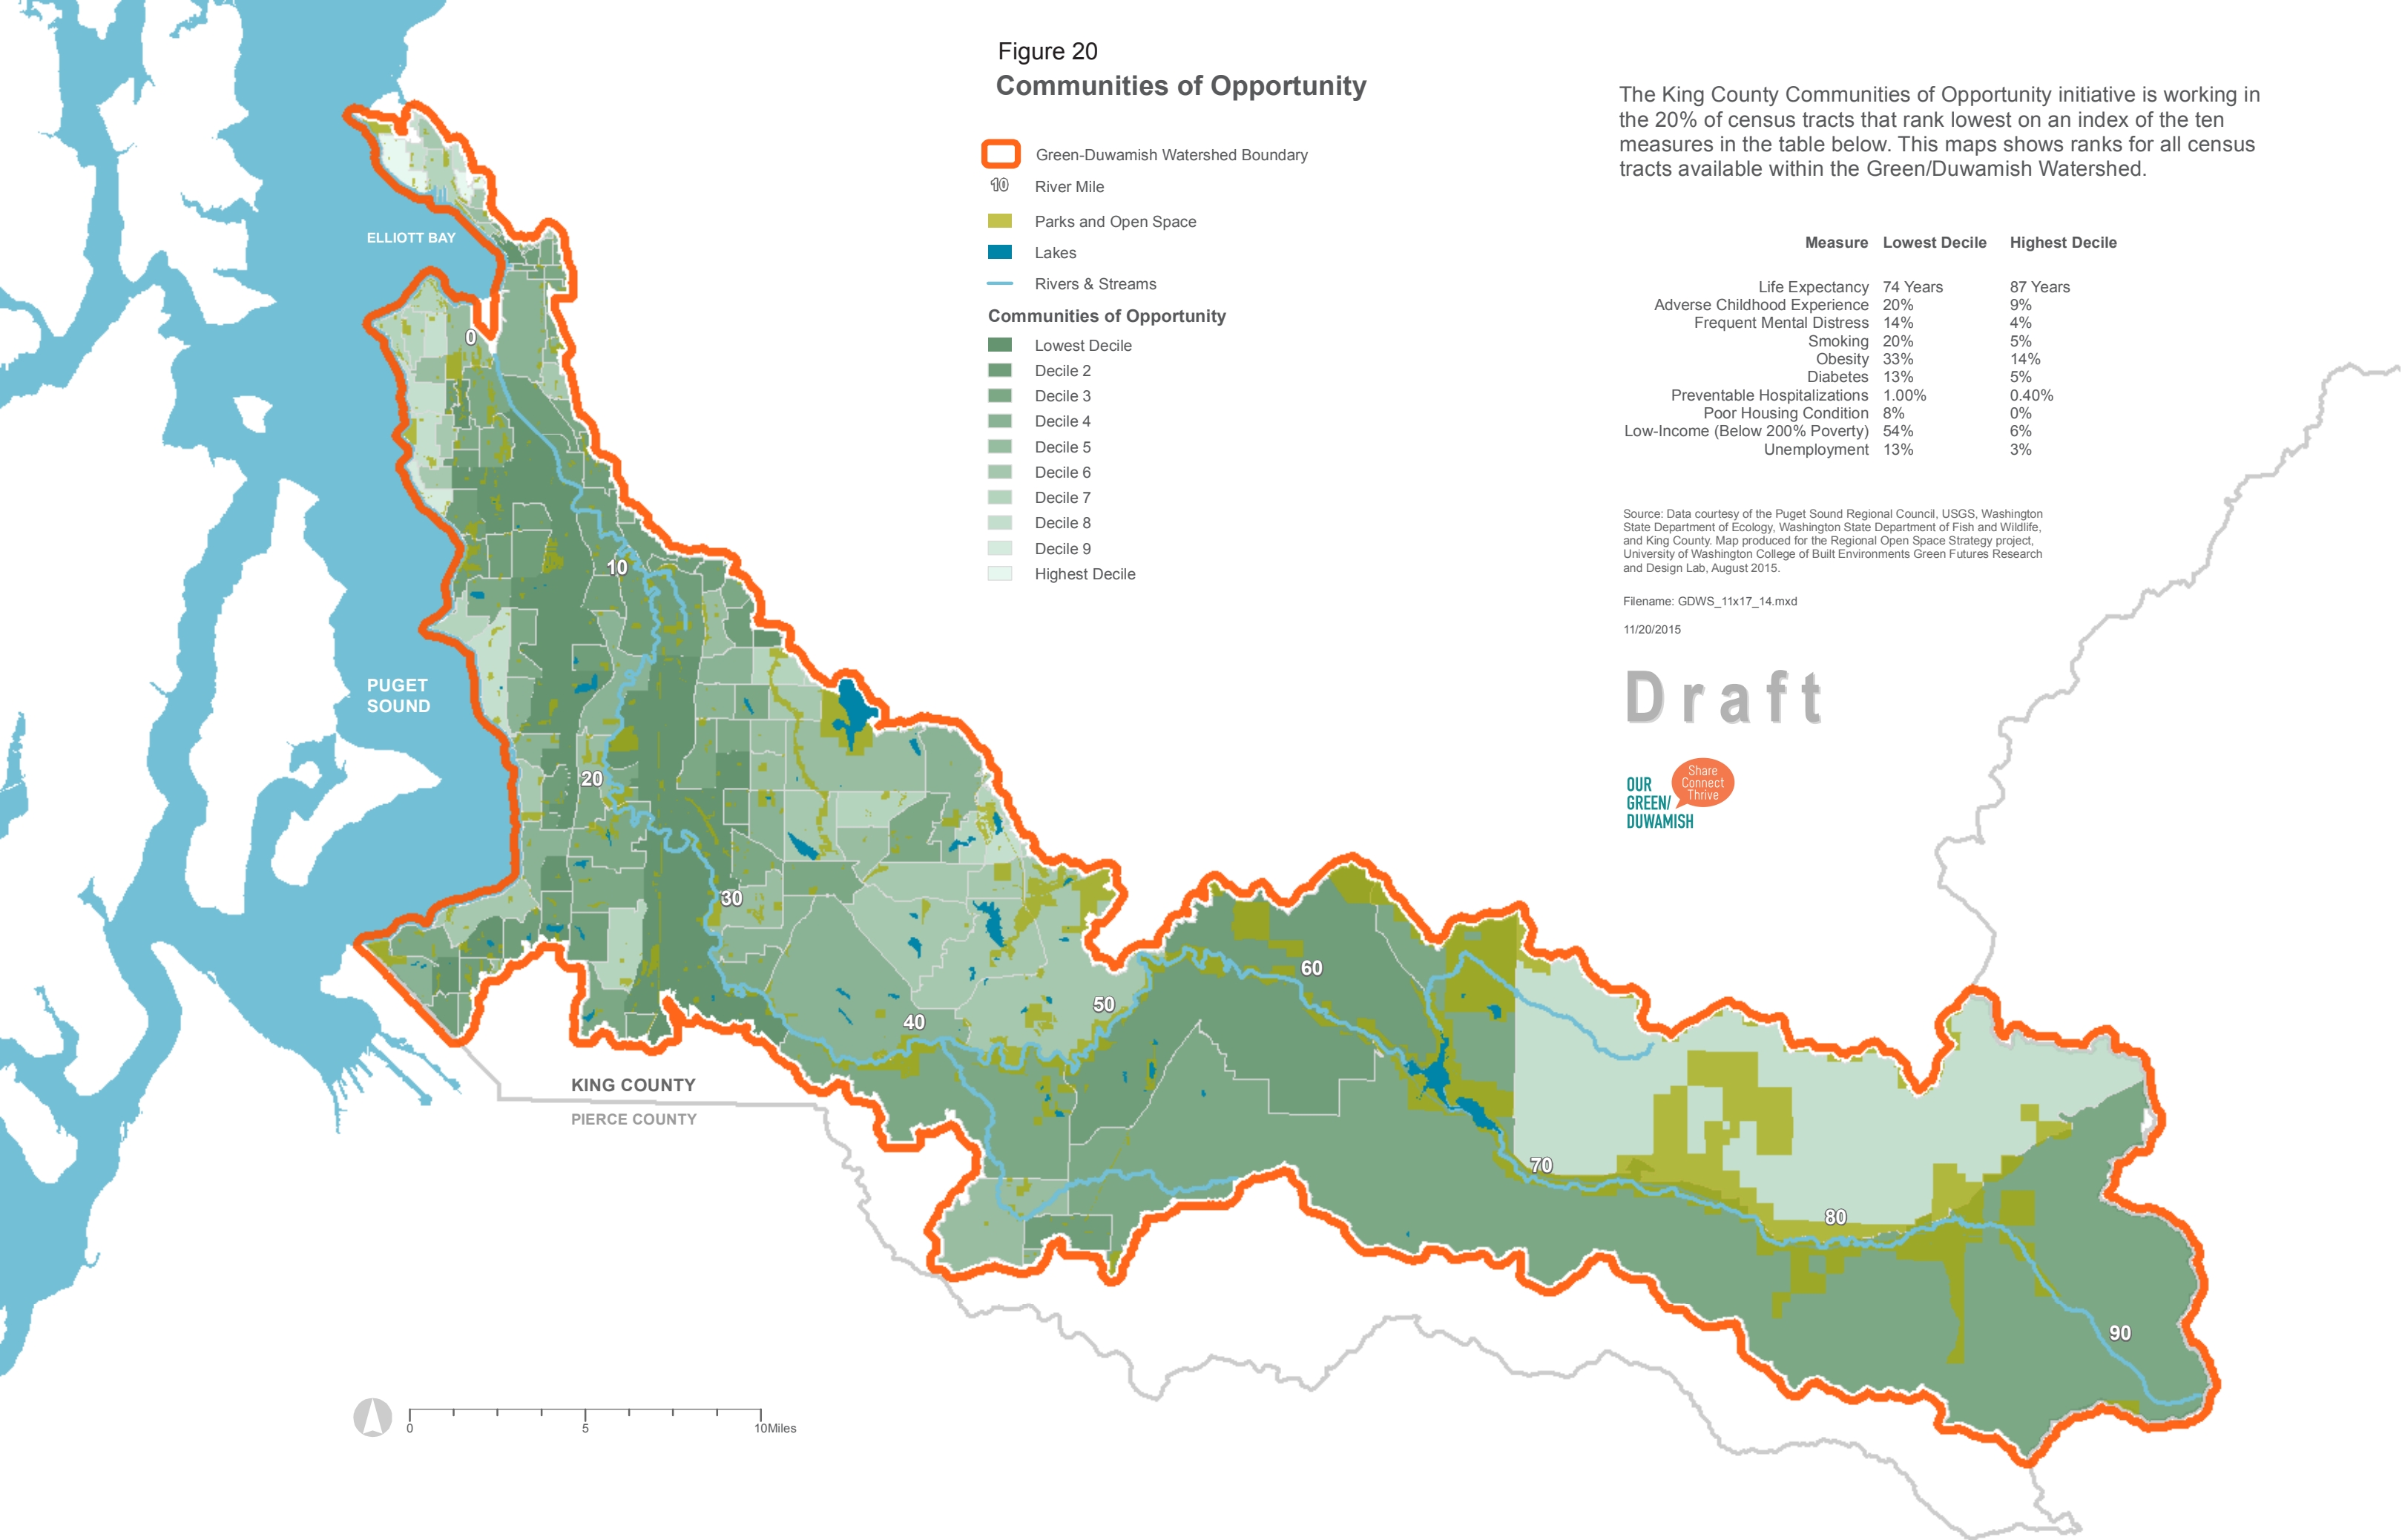 Figure 20
Communities of Opportunity
Green-Duwamish Watershed Boundary
10 River Mile
Parks and Open Space
Lakes
Rivers & Streams
Communities of Opportunity
Lowest Decile
Decile 2
Decile 3
Decile 4
Decile 5
Decile 6
Decile 7
Decile 8
Decile 9
Highest Decile
The King County Communities of Opportunity initiative is working in
the 20% of census tracts that rank lowest on an index of the ten
measures in the table below. This maps shows ranks for all census
tracts available within the Green/Duwamish Watershed.
Measure Lowest Decile Highest Decile
Life Expectancy 74 Years 87 Years
Adverse Childhood Experience 20% 9%
Frequent Mental Distress 14% 4%
Smoking 20% 5%
Obesity 33% 14%
Diabetes 13% 5%
Preventable Hospitalizations 1.00% 0.40%
Poor Housing Condition 8% 0%
Low-Income (Below 200% Poverty) 54% 6%
Unemployment 13% 3%
Source: Data courtesy of the Puget Sound Regional Council, USGS, Washington
State Department of Ecology, Washington State Department of Fish and Wildlife,
and King County. Map produced for the Regional Open Space Strategy project,
University of Washington College of Built Environments Green Futures Research
and Design Lab, August 2015.
Filename: GDWS_11x17_14.mxd
11/20/2015
Draft
OUR
GREEN/
DUWAMISH
Share
Connect
Thrive
ELLIOTT BAY
0
10
PUGET
SOUND
20
30
40
50
60
70
80
90
KING COUNTY
PIERCE COUNTY
0 5 10Miles